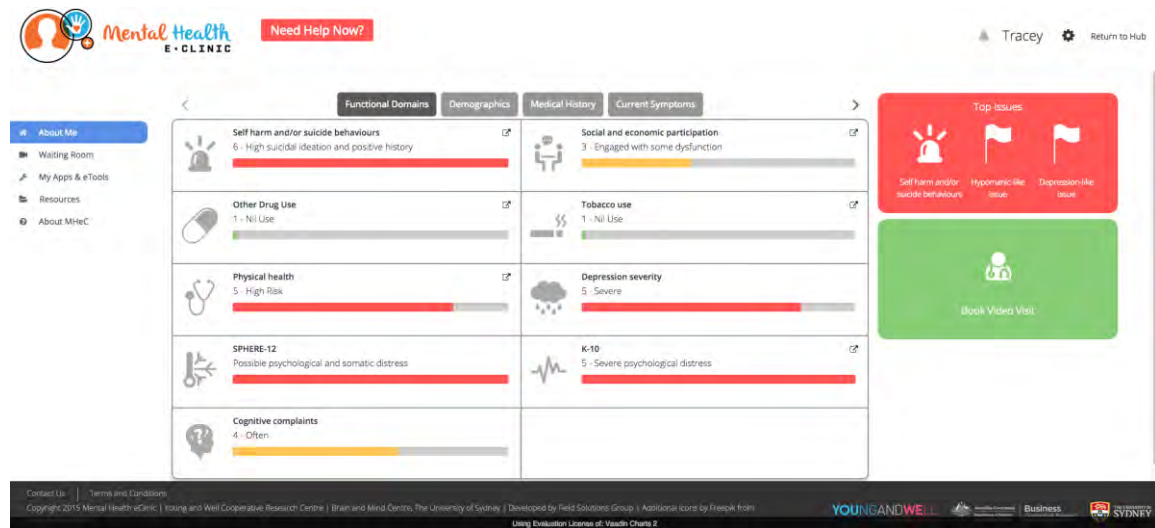 Mental Health
E·CLINIC
Need Help Now?
Tracey
Return to Hub
About Me
Waiting Room
My Apps & eTools
Resources
About MHeC
Functional Domains
Demographics
Medical History
Current Symptoms
Self harm and/or suicide behaviours
6 - High suicidal ideation and positive history
Social and economic participation
3 - Engaged with some dysfunction
Other Drug Use
1 - Nil Use
Tobacco use
1 - Nil Use
Physical health
5 - High Risk
Depression severity
5 - Severe
SPHERE-12
Possible psychological and somatic distress
K-10
5 - Severe psychological distress
Cognitive complaints
4 - Often
Top Issues
Self harm and/or
suicide behaviours
Hypomanic-like
issue
Depression-like
issue
Book Video Visit
Contact Us
Terms and Conditions
Copyright 2015 Mental Health eClinic | Young and Well Cooperative Research Centre | Brain and Mind Centre, The University of Sydney | Developed by Field Solutions Group | Additional icons by Freepik from
YOUNGANDWELL
Business
SYDNEY
Using Evaluation License of: Vaadin Charts 2